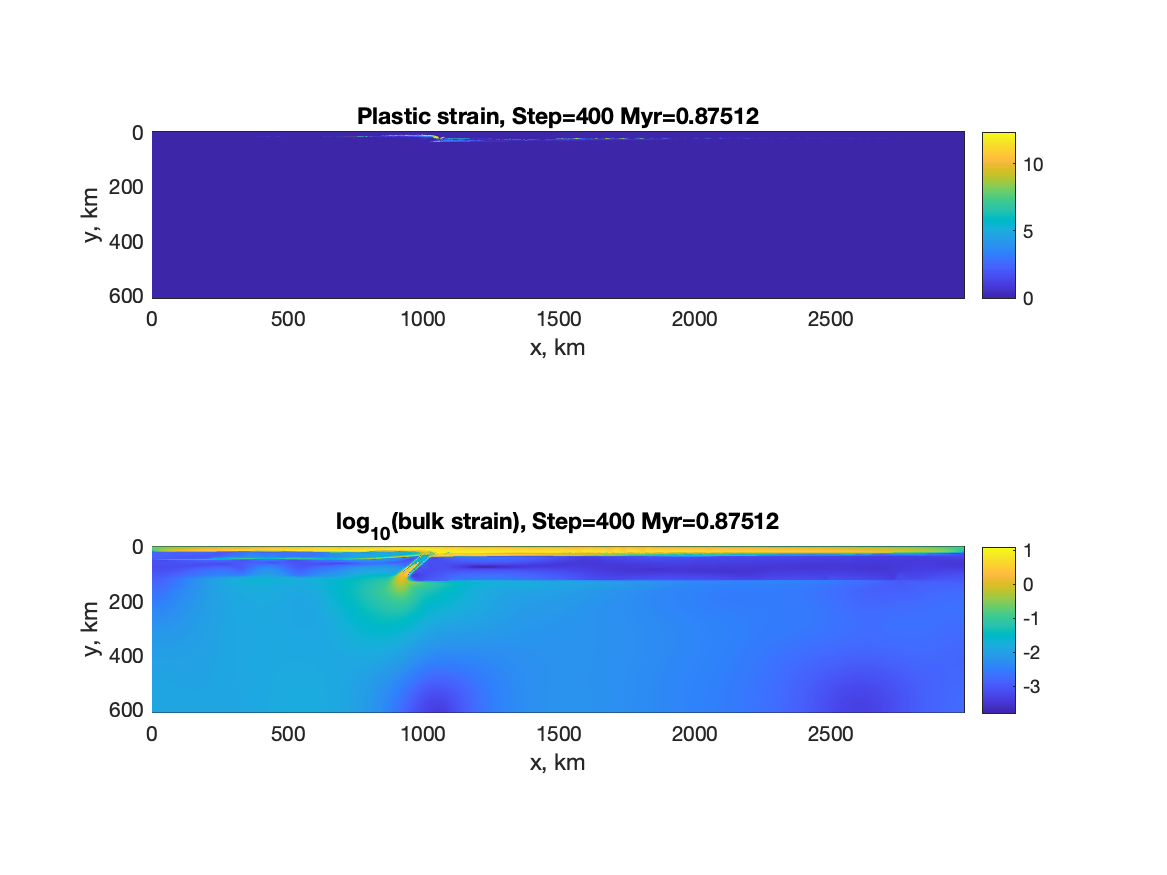 Plastic strain, Step=400 Myr=0.87512
0
200
400
600
y, km
0 500 1000 1500 2000 2500
x, km
10
5
0
log10(bulk strain), Step=400 Myr=0.87512
0
200
400
600
y, km
0 500 1000 1500 2000 2500
x, km
1
0
-1
-2
-3